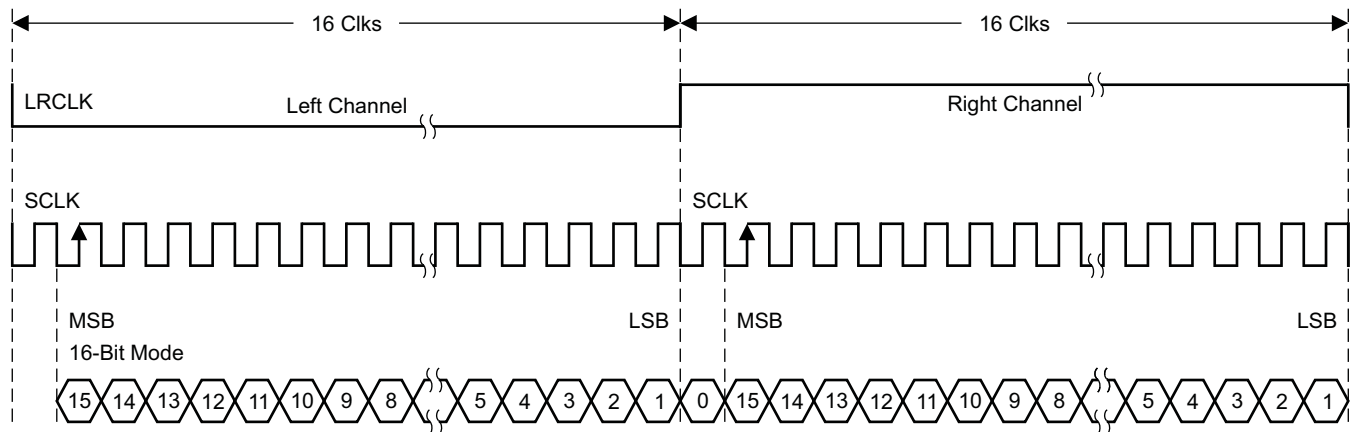 16 Clks 16 Clks
LRCLK Left Channel Right Channel
SCLK SCLK
MSB LSB MSB LSB
16-Bit Mode
15 14 13 12 11 10 9 8 5 4 3 2 1 0 15 14 13 12 11 10 9 8 5 4 3 2 1